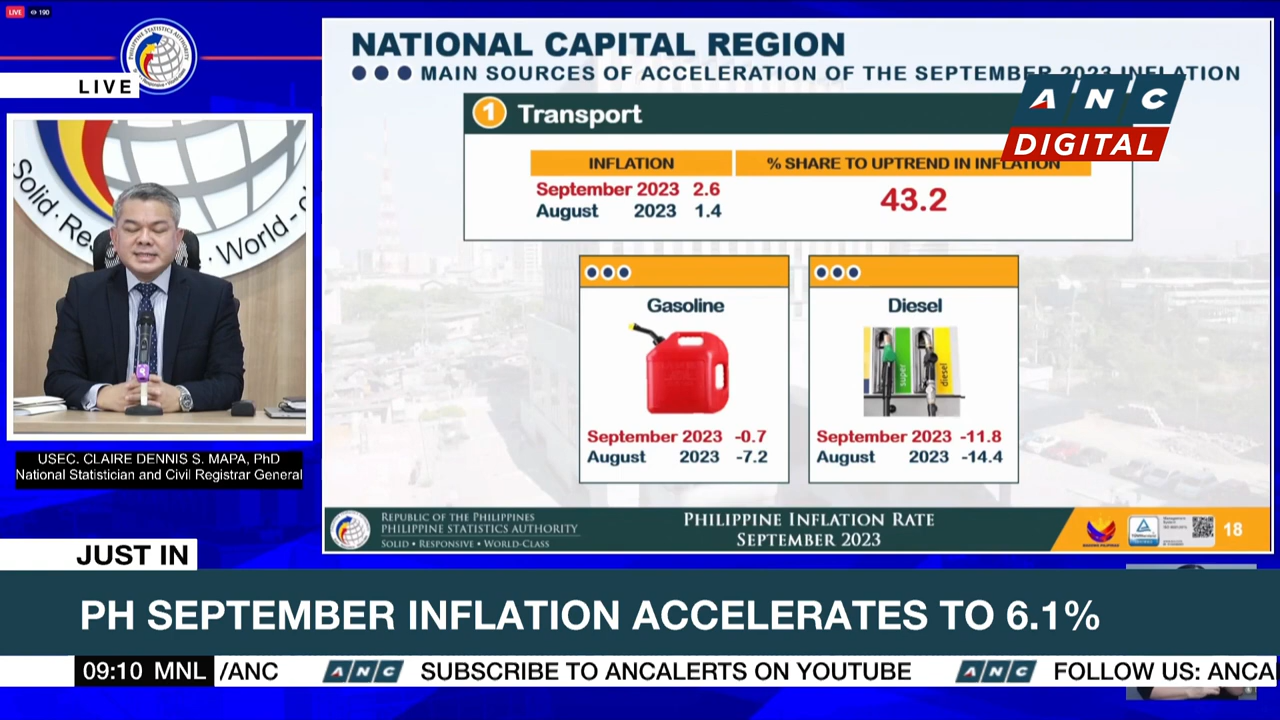 LIVE
190
LIVE
Solid · Res
· World - c
USEC. CLAIRE DENNIS S. MAPA, PhD
National Statistician and Civil Registrar General
NATIONAL CAPITAL REGION
MAIN SOURCES OF ACCELERATION OF THE SEPTEMBER 2023 INFLATION
ANC
DIGITAL
1 Transport
INFLATION
% SHARE TO UPTREND IN INFLATION
September 2023 2.6
August 2023 1.4
43.2
Gasoline
September 2023 -0.7
August 2023 -7.2
Diesel
super
diesel
September 2023 -11.8
August 2023 -14.4
REPUBLIC OF THE PHILIPPINES
PHILIPPINE STATISTICS AUTHORITY
SOLID • RESPONSIVE • WORLD-CLASS
PHILIPPINE INFLATION RATE
SEPTEMBER 2023
18
JUST IN
PH SEPTEMBER INFLATION ACCELERATES TO 6.1%
09:10 MNL /ANC ANC SUBSCRIBE TO ANCALERTS ON YOUTUBE ANC FOLLOW US: ANCA